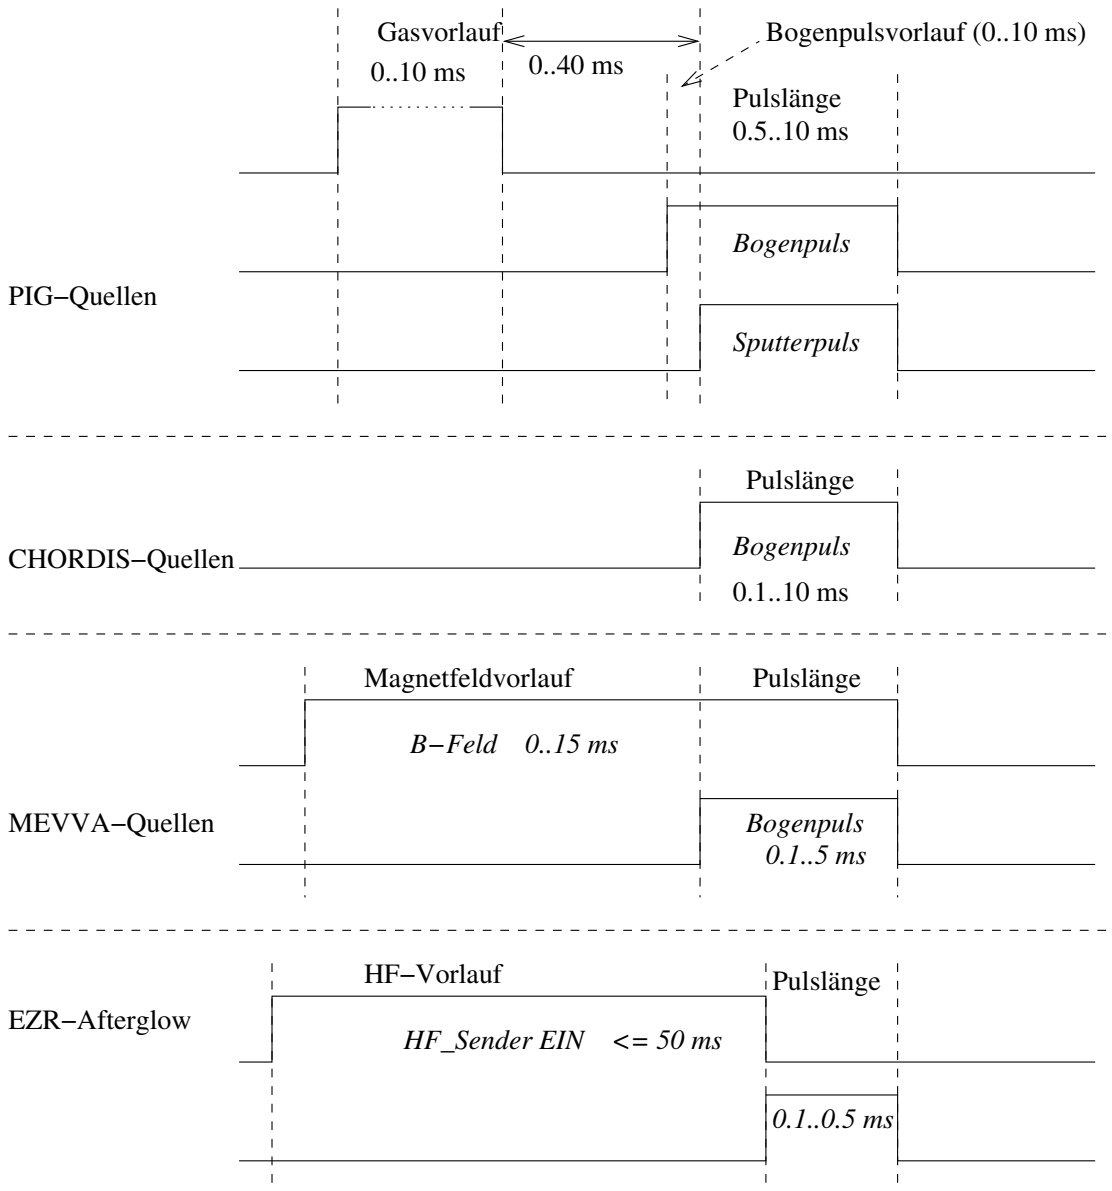 Gasvorlauf
0..10 ms
0..40 ms
Bogenpulsvorlauf (0..10 ms)
Pulslänge
0.5..10 ms
Bogenpuls
PIG−Quellen
Sputterpuls
Pulslänge
CHORDIS−Quellen
Bogenpuls
0.1..10 ms
Magnetfeldvorlauf
Pulslänge
B−Feld 0..15 ms
MEVVA−Quellen
Bogenpuls
0.1..5 ms
HF−Vorlauf
Pulslänge
EZR−Afterglow
HF_Sender EIN <= 50 ms
0.1..0.5 ms